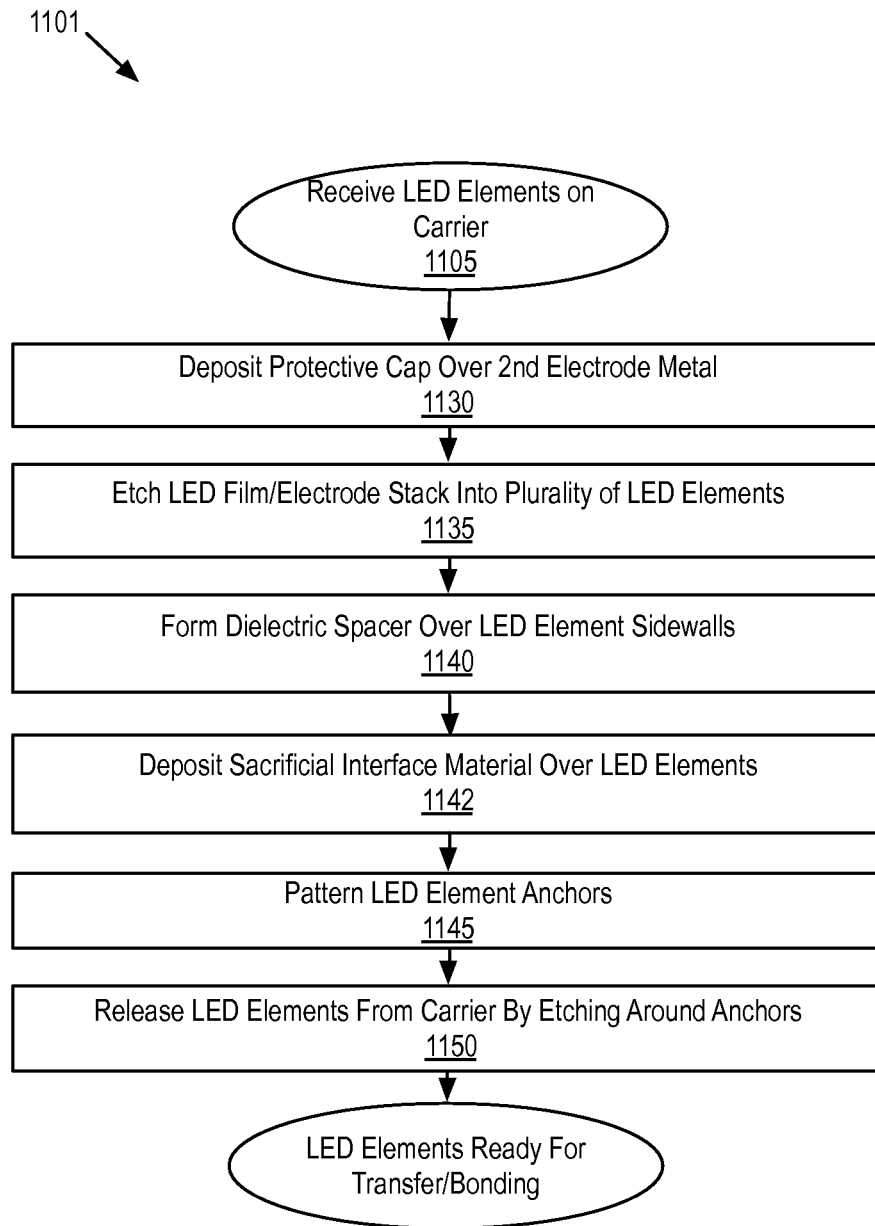 1101
Receive LED Elements on
Carrier
1105
Deposit Protective Cap Over 2nd Electrode Metal
1130
Etch LED Film/Electrode Stack Into Plurality of LED Elements
1135
Form Dielectric Spacer Over LED Element Sidewalls
1140
Deposit Sacrificial Interface Material Over LED Elements
1142
Pattern LED Element Anchors
1145
Release LED Elements From Carrier By Etching Around Anchors
1150
LED Elements Ready For
Transfer/Bonding